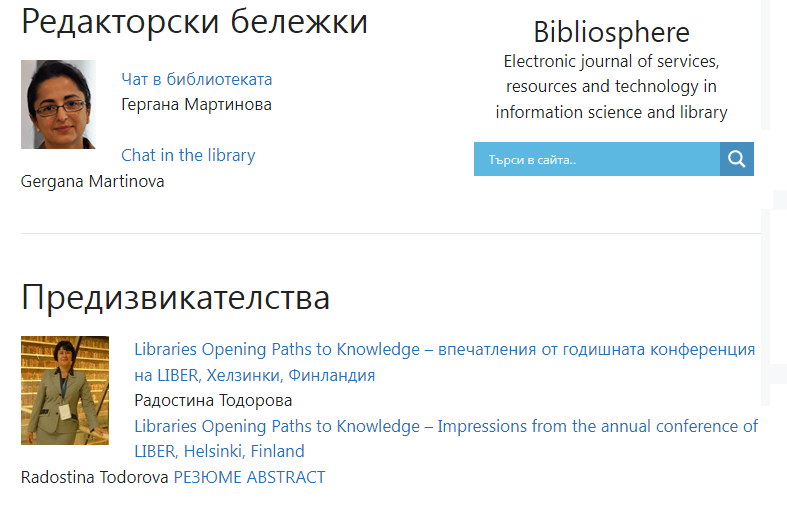 Редакторски бележки
Чат в библиотеката
Гергана Мартинова
Chat in the library
Gergana Martinova
Bibliosphere
Electronic journal of services,
resources and technology in
information science and library
Търси в сайта..
Предизвикателства
Libraries Opening Paths to Knowledge – впечатления от годишната конференция
на LIBER, Хелзинки, Финландия
Радостина Тодорова
Libraries Opening Paths to Knowledge – Impressions from the annual conference of
LIBER, Helsinki, Finland
Radostina Todorova РЕЗЮМЕ ABSTRACT